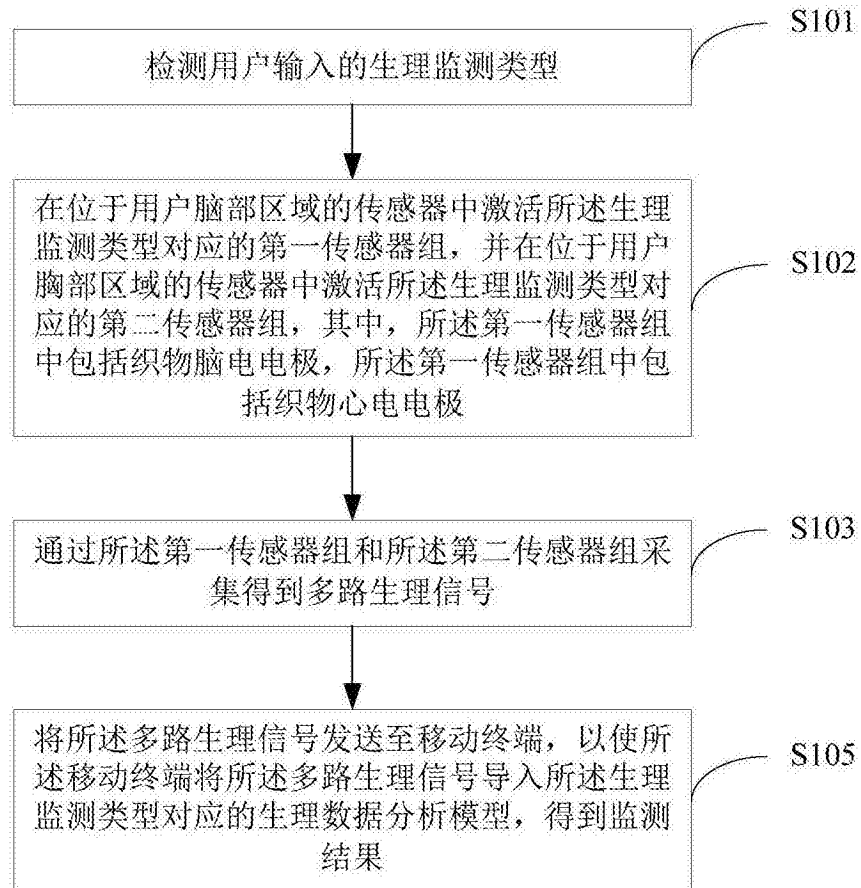 S101
检测用户输入的生理监测类型
在位于用户脑部区域的传感器中激活所述生理
监测类型对应的第一传感器组，并在位于用户
胸部区域的传感器中激活所述生理监测类型对
应的第二传感器组，其中，所述第一传感器组
中包括织物脑电电极，所述第一传感器组中包
括织物心电电极
S102
通过所述第一传感器组和所述第二传感器组采
集得到多路生理信号
S103
将所述多路生理信号发送至移动终端，以使所
述移动终端将所述多路生理信号导入所述生理
监测类型对应的生理数据分析模型，得到监测
结果
S105